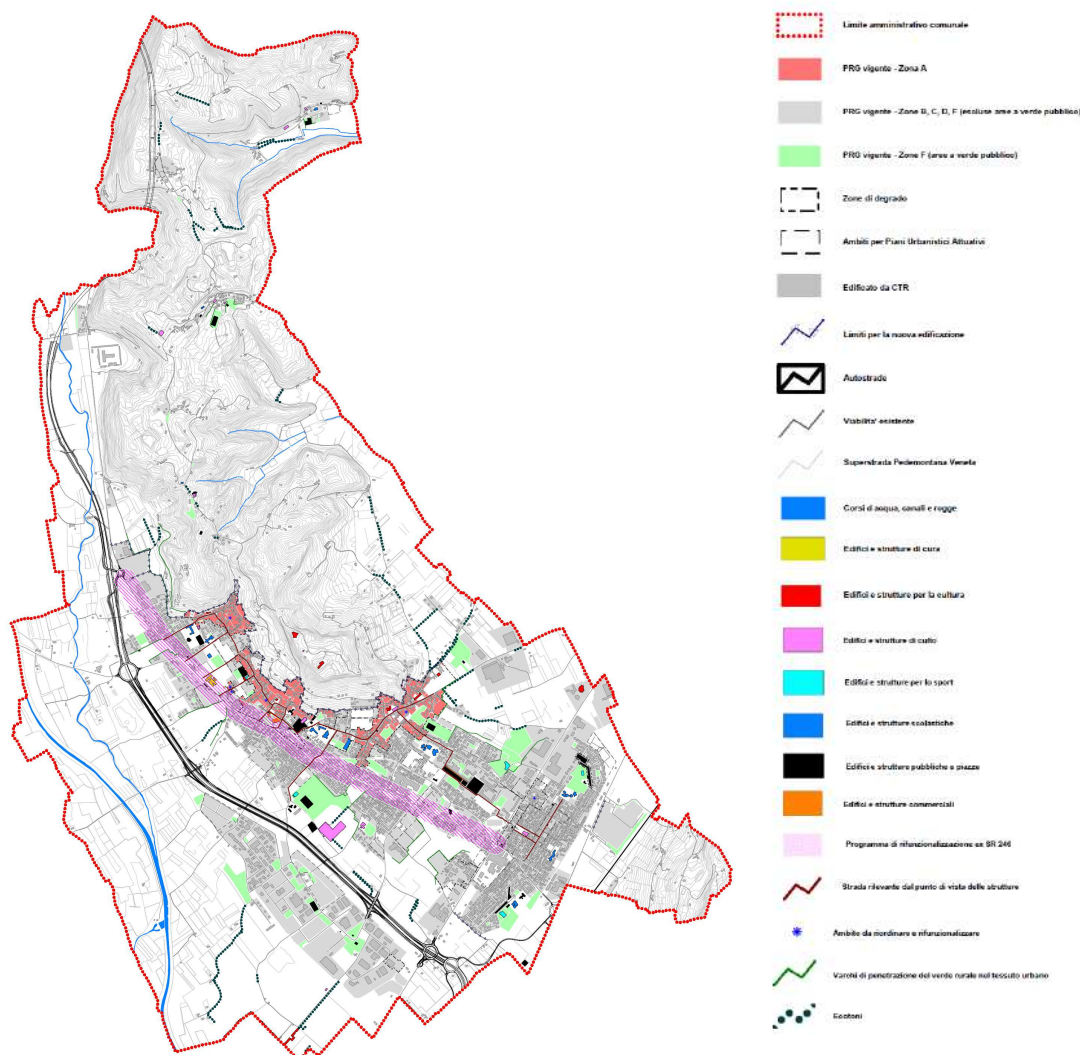 Limite amministrativo comunale
PRG vigente - Zona A
PRG vigente - Zone B, C, D, F (escluse aree a verde pubblico)
PRG vigente - Zone F (aree a verde pubblico)
Zone di degrado
Ambiti per Piani Urbanistici Attuativi
Edificato da CTR
Limiti per la nuova edificazione
Autostrade
Viabilita' esistente
Superstrada Pedemontana Veneta
Corsi d acqua, canali e rogge
Edifici e strutture di cura
Edifici e strutture per la cultura
Edifici e strutture di culto
Edifici e strutture per lo sport
Edifici e strutture scolastiche
Edifici e strutture pubbliche o piazze
Edifici e strutture commerciali
Programma di rifunzionalizzazione ex SR 246
Strada rilevante dal punto di vista delle strutture
Ambito da riordinare e rifunzionalizzare
Varchi di penetrazione del verde rurale nel tessuto urbano
Ecotoni